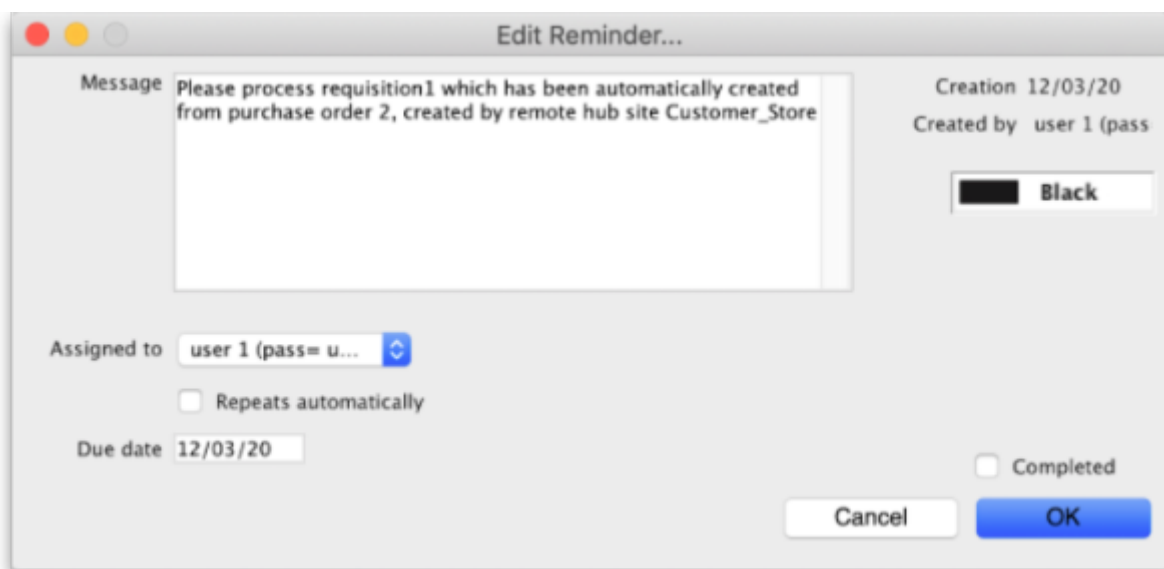 Edit Reminder...
Message
Please process requisition1 which has been automatically created
from purchase order 2, created by remote hub site Customer_Store
Creation 12/03/20
Created by user 1 (pass
Black
Assigned to user 1 (pass= u...
Repeats automatically
Due date 12/03/20
Completed
Cancel
OK